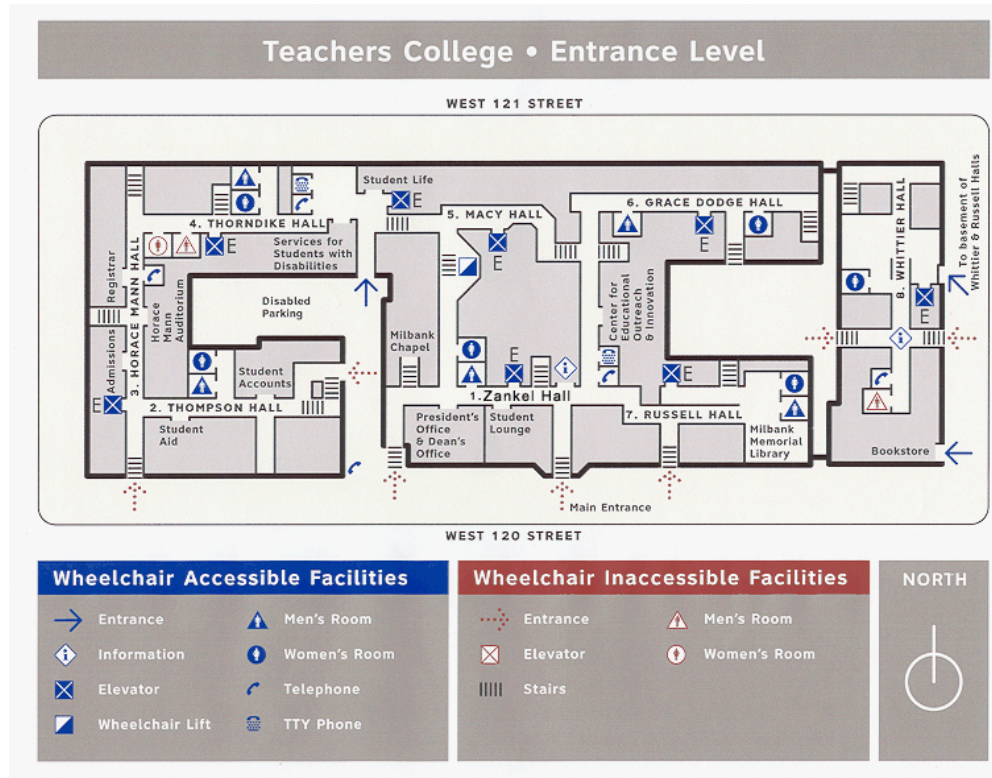 Teachers College • Entrance Level
WEST 121 STREET
Student Life
4. THORNDIKE HALL
5. MACY HALL
6. GRACE DODGE HALL
8. WHITTIER HALL
To basement of
Whittier & Russell Halls
E
E
E
E
Services for
Students with
Disabilities
Registrar
3. HORACE MANN HALL
Horace
Mann
Auditorium
Disabled
Parking
Center for
Educational
Outreach
& Innovation
E
Milbank
Chapel
Admissions
Student
Accounts
E
E
E
1.Zankel Hall
2. THOMPSON HALL
7. RUSSELL HALL
Student
Aid
President's
Office
& Dean's
Office
Student
Lounge
Milbank
Memorial
Library
Bookstore
Main Entrance
WEST 120 STREET
Wheelchair Accessible Facilities
Entrance
Men's Room
Information
Women's Room
Elevator
Telephone
Wheelchair Lift
TTY Phone
Wheelchair Inaccessible Facilities
Entrance
Men's Room
Elevator
Women's Room
Stairs
NORTH